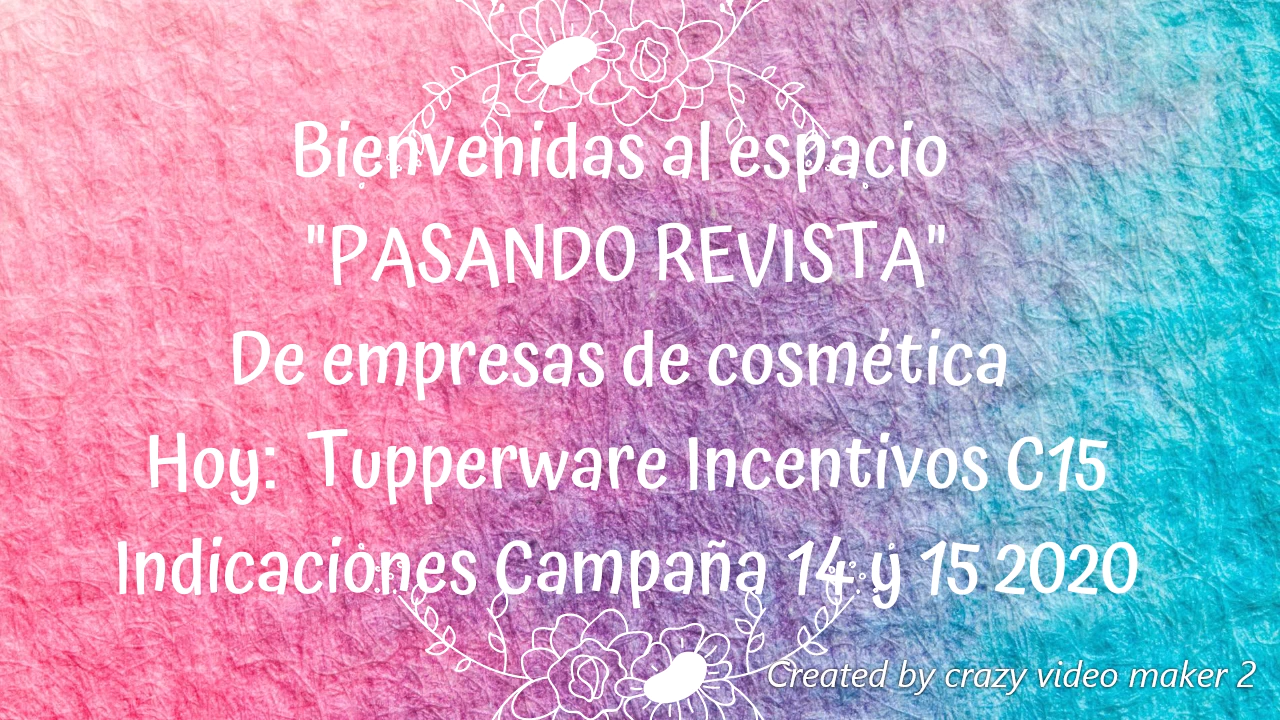 Bienvenidas al espacio
"PASANDO REVISTA"
De empresas de cosmética
Hoy: Tupperware Incentivos C15
Indicaciones Campaña 14 y 15 2020
Created by crazy video maker 2